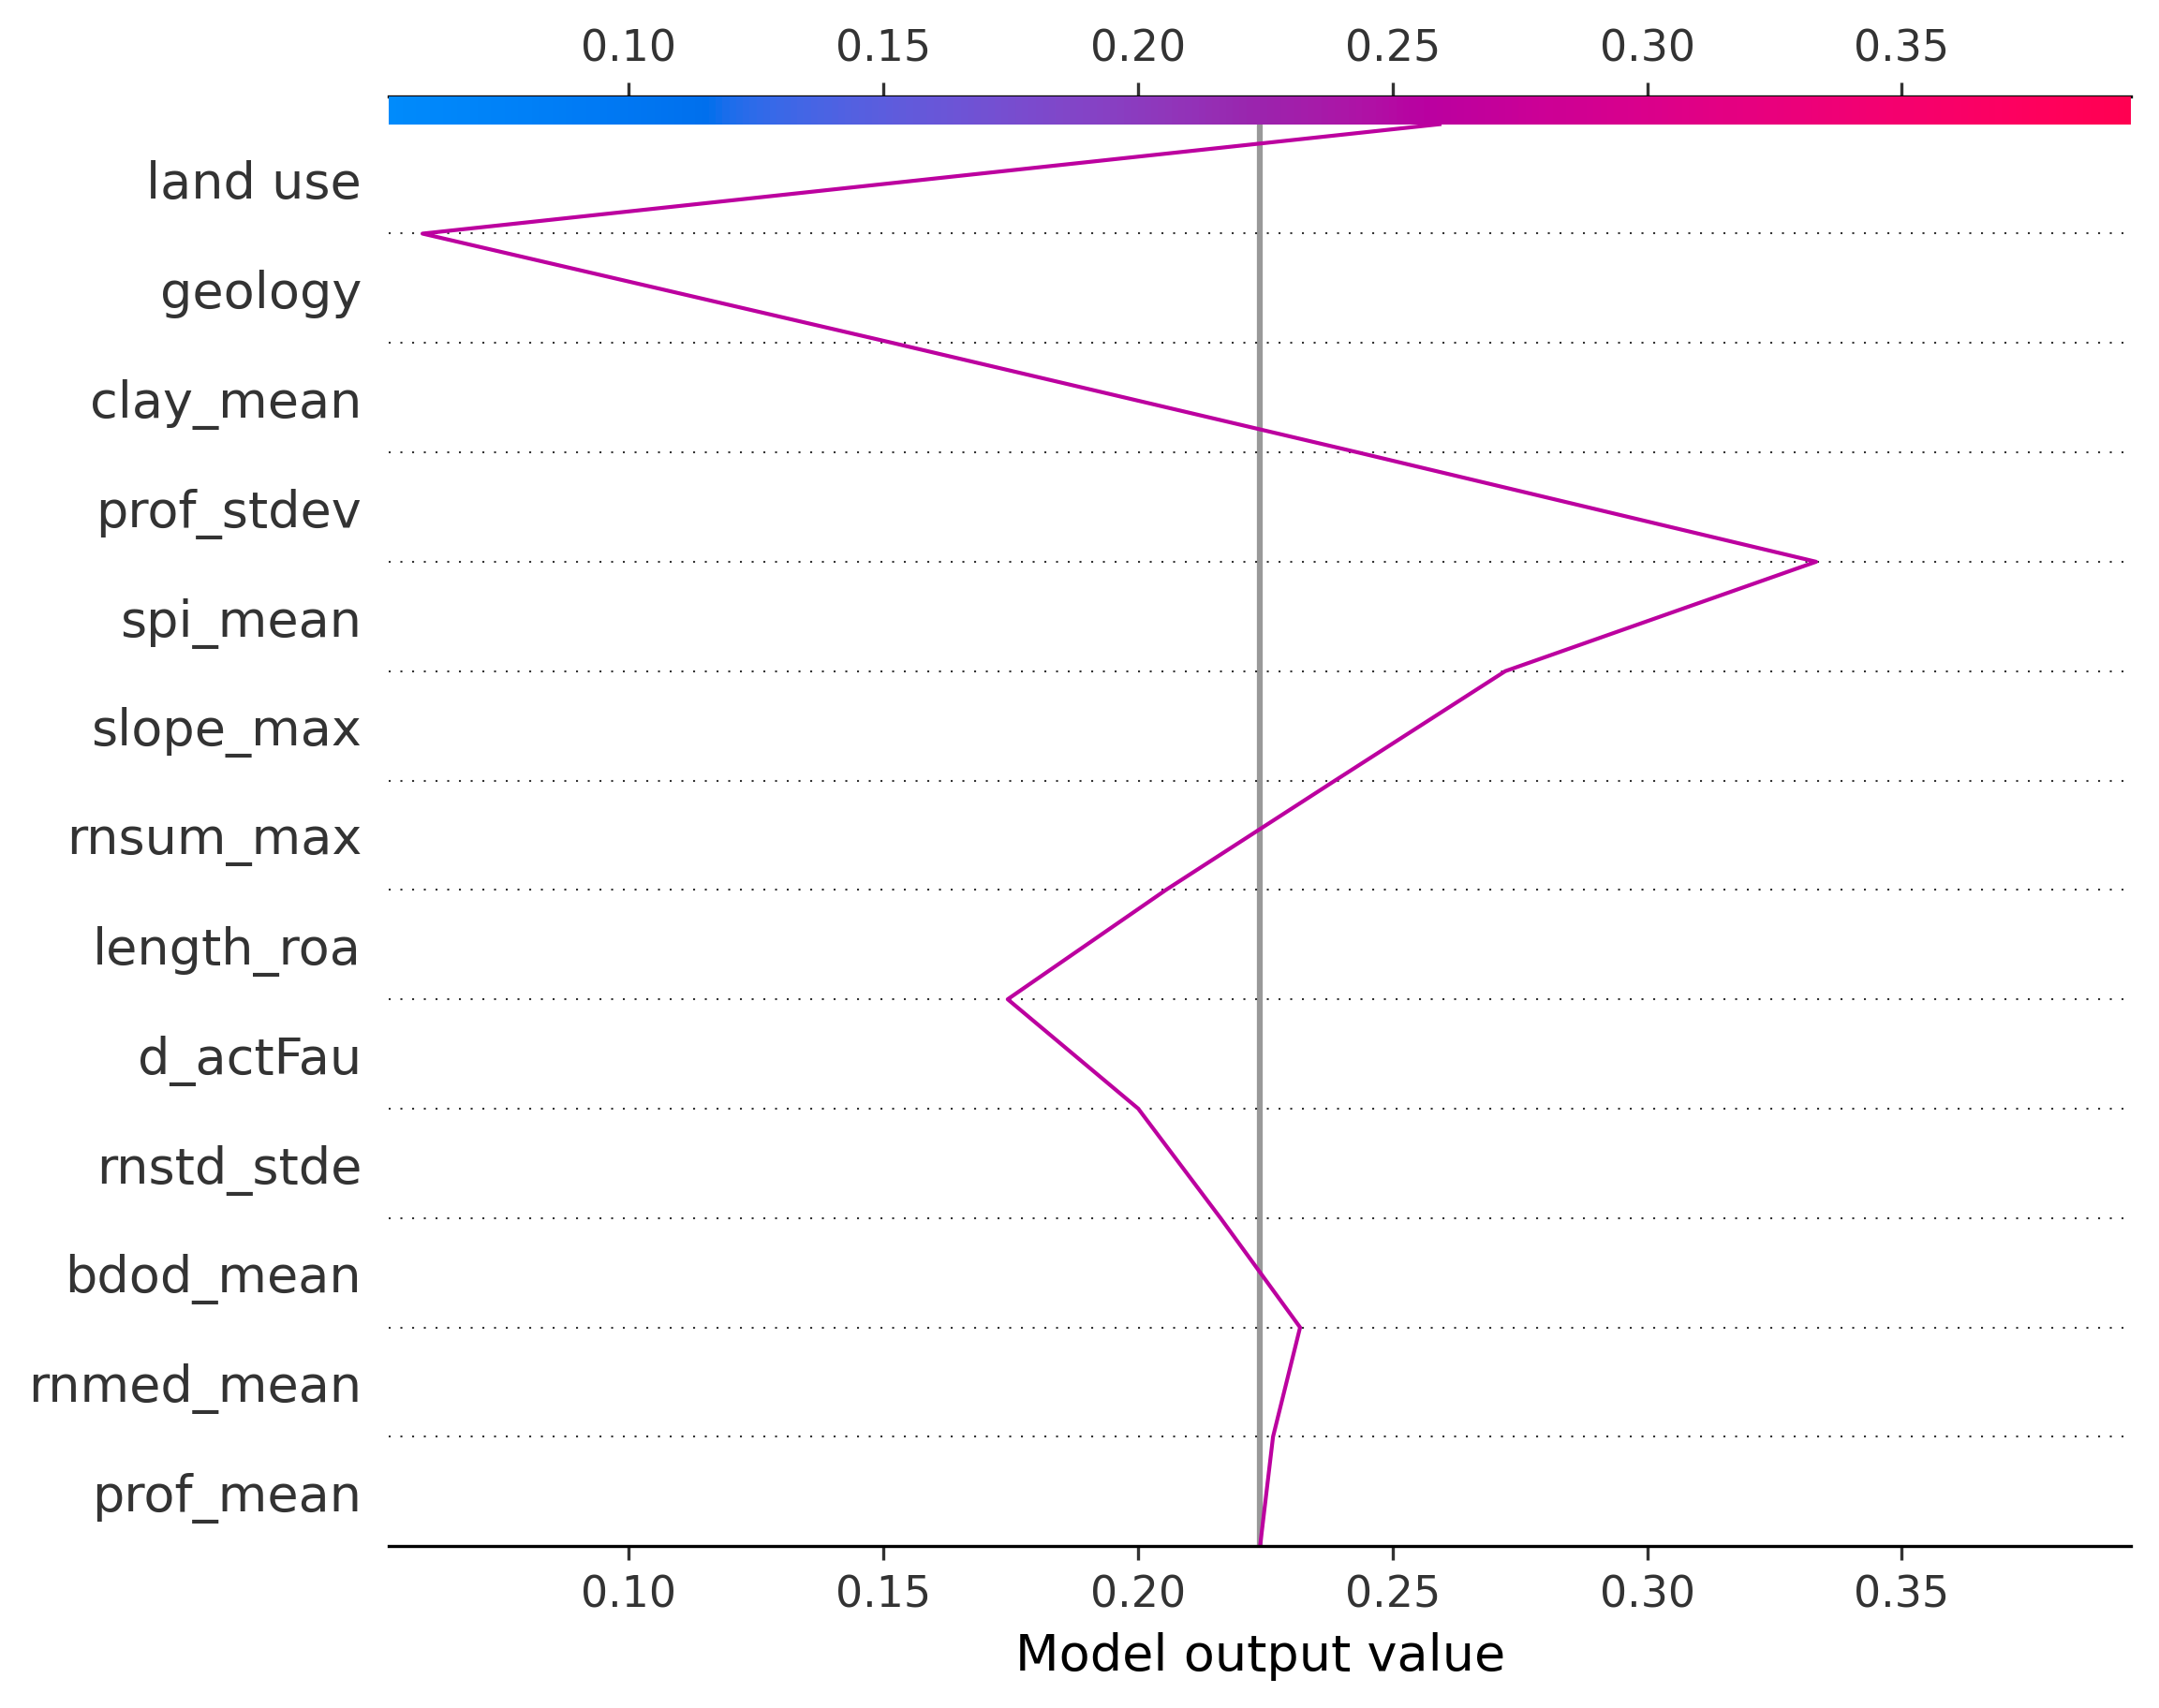 0.10 0.15 0.20 0.25 0.30 0.35
land use
geology
clay_mean
prof_stdev
spi_mean
slope_max
rnsum_max
length_roa
d_actFau
rnstd_stde
bdod_mean
rnmed_mean
prof_mean
0.10 0.15 0.20 0.25 0.30 0.35
Model output value